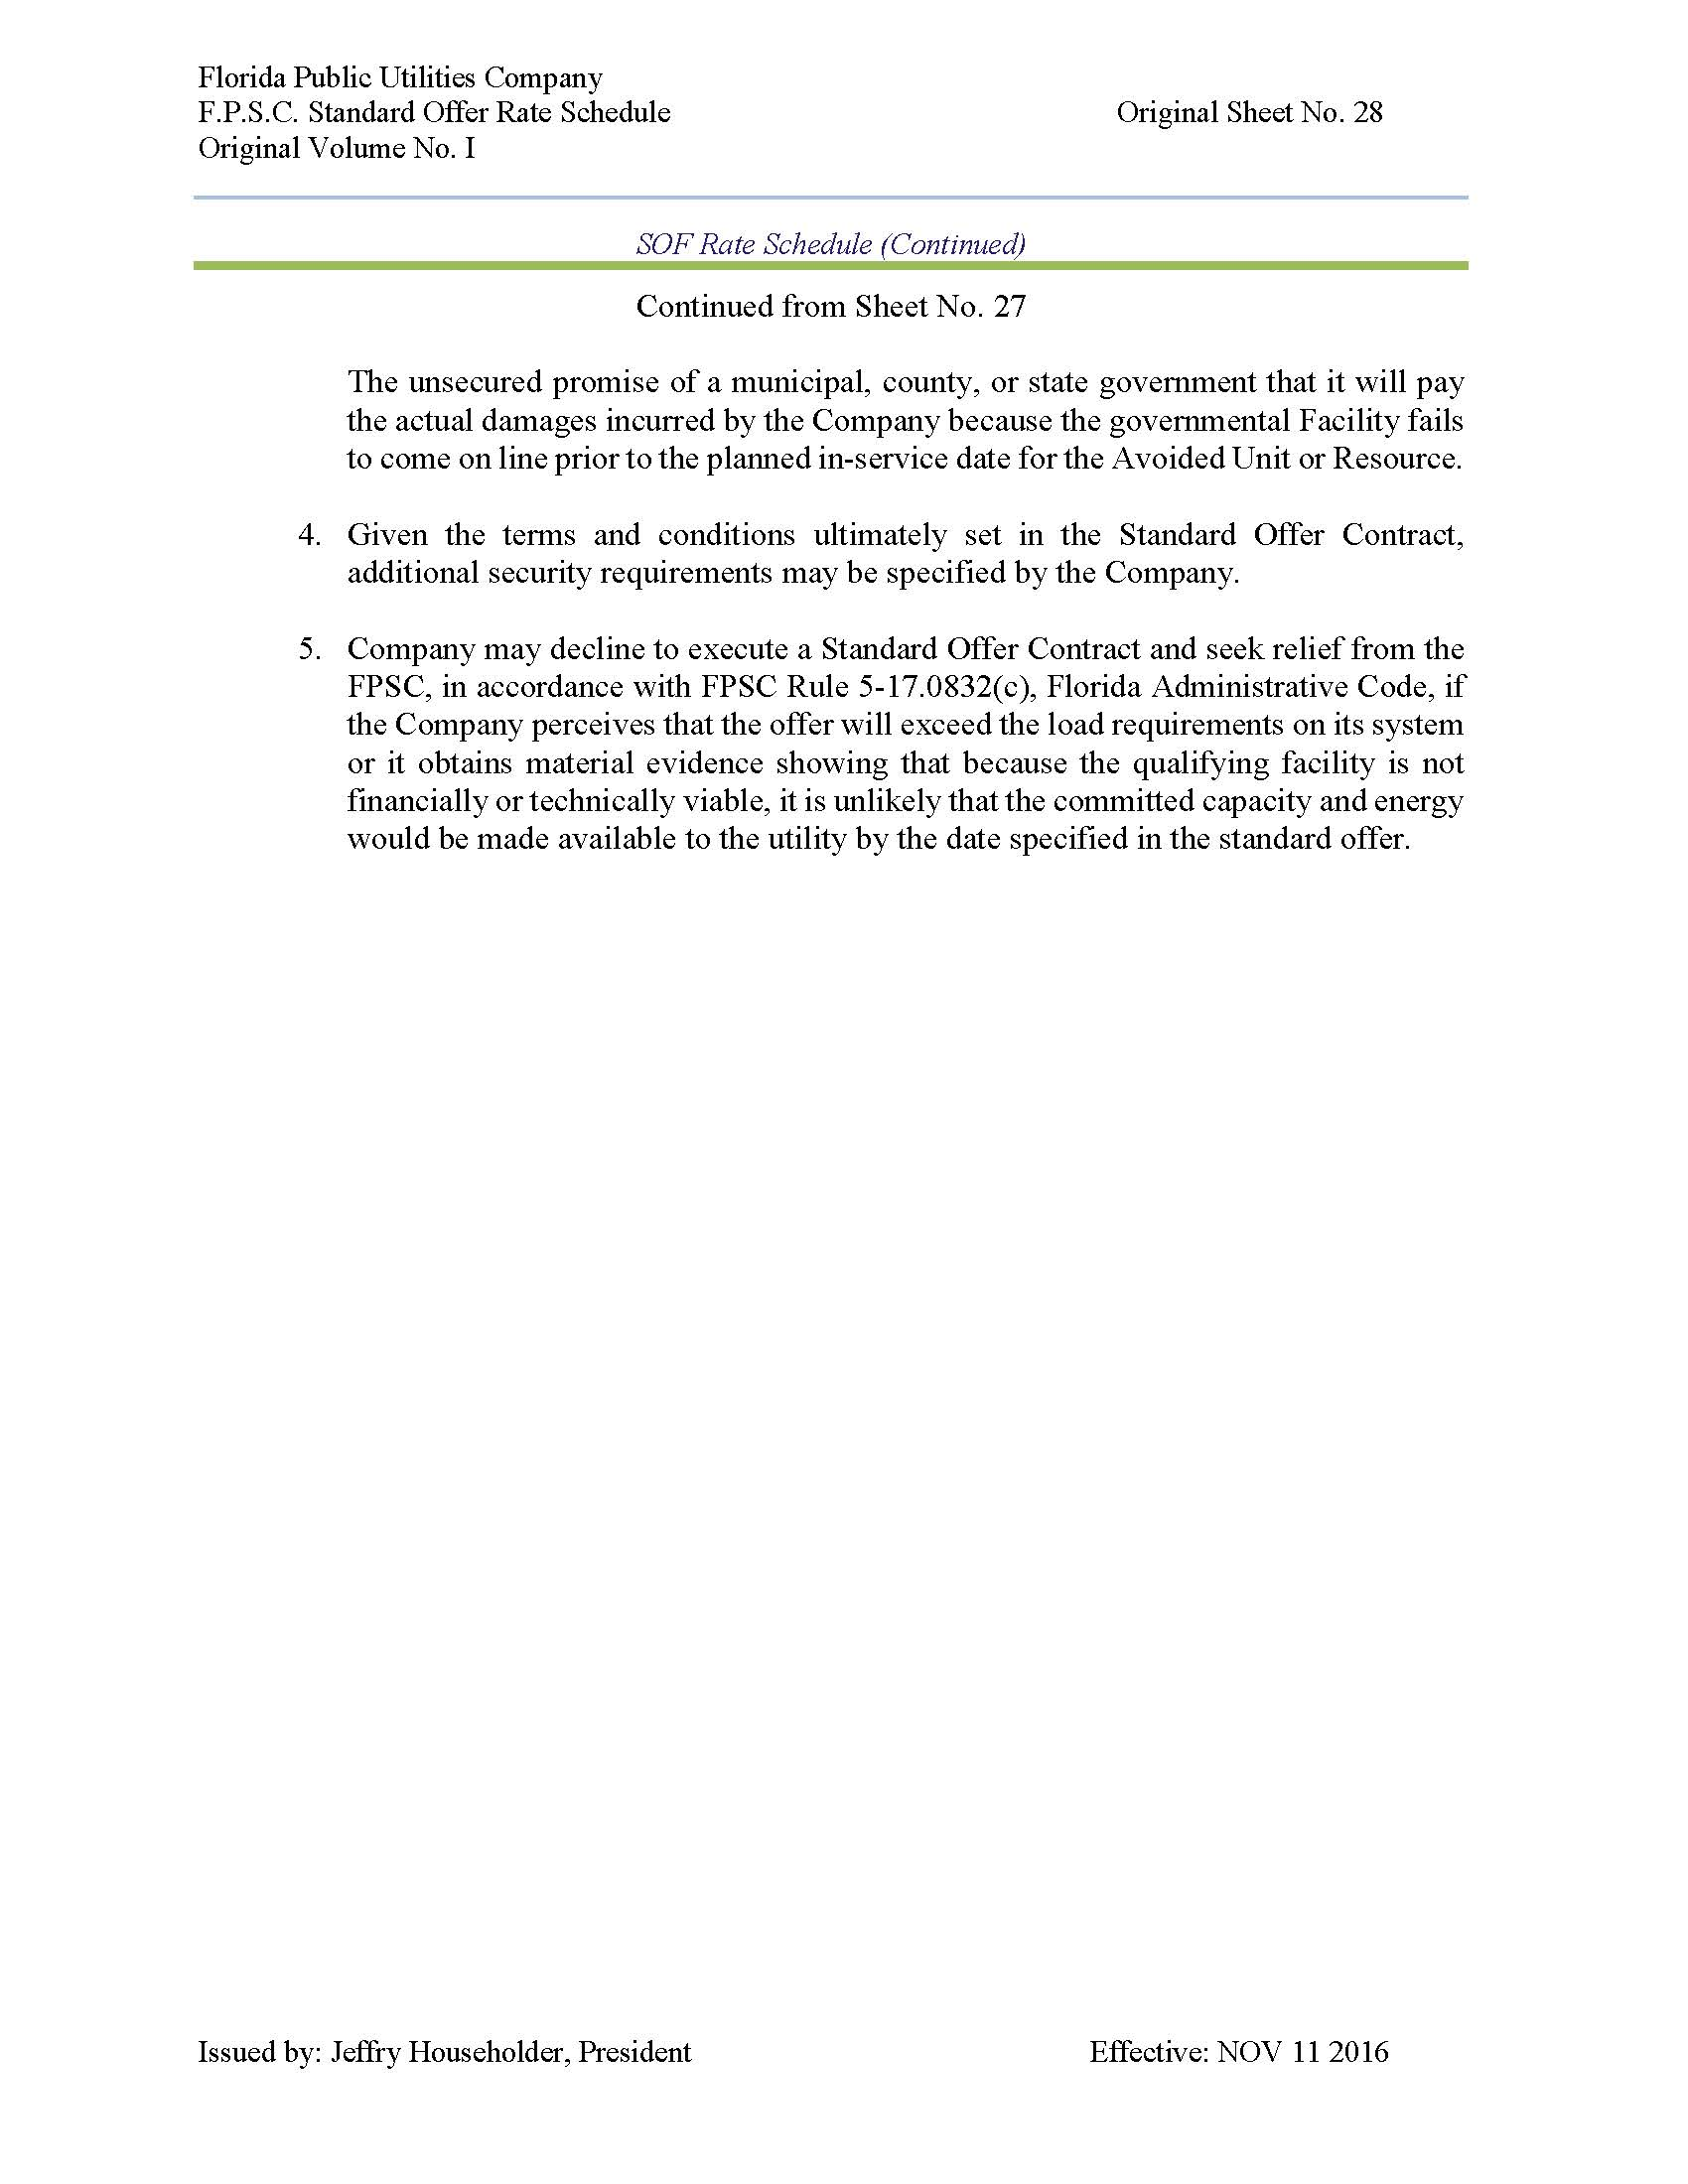 Florida Public Utilities Company
F.P.S.C. Standard Offer Rate Schedule Original Sheet No. 28
Original Volume No. I
SOF Rate Schedule (Continued)
Continued from Sheet No. 27
The unsecured promise of a municipal, county, or state government that it will pay
the actual damages incurred by the Company because the governmental Facility fails
to come on line prior to the planned in-service date for the Avoided Unit or Resource.
4. Given the terms and conditions ultimately set in the Standard Offer Contract,
additional security requirements may be specified by the Company.
5. Company may decline to execute a Standard Offer Contract and seek relief from the
FPSC, in accordance with FPSC Rule 5-17.0832(c), Florida Administrative Code, if
the Company perceives that the offer will exceed the load requirements on its system
or it obtains material evidence showing that because the qualifying facility is not
financially or technically viable, it is unlikely that the committed capacity and energy
would be made available to the utility by the date specified in the standard offer.
Issued by: Jeffry Householder, President Effective: NOV 11 2016